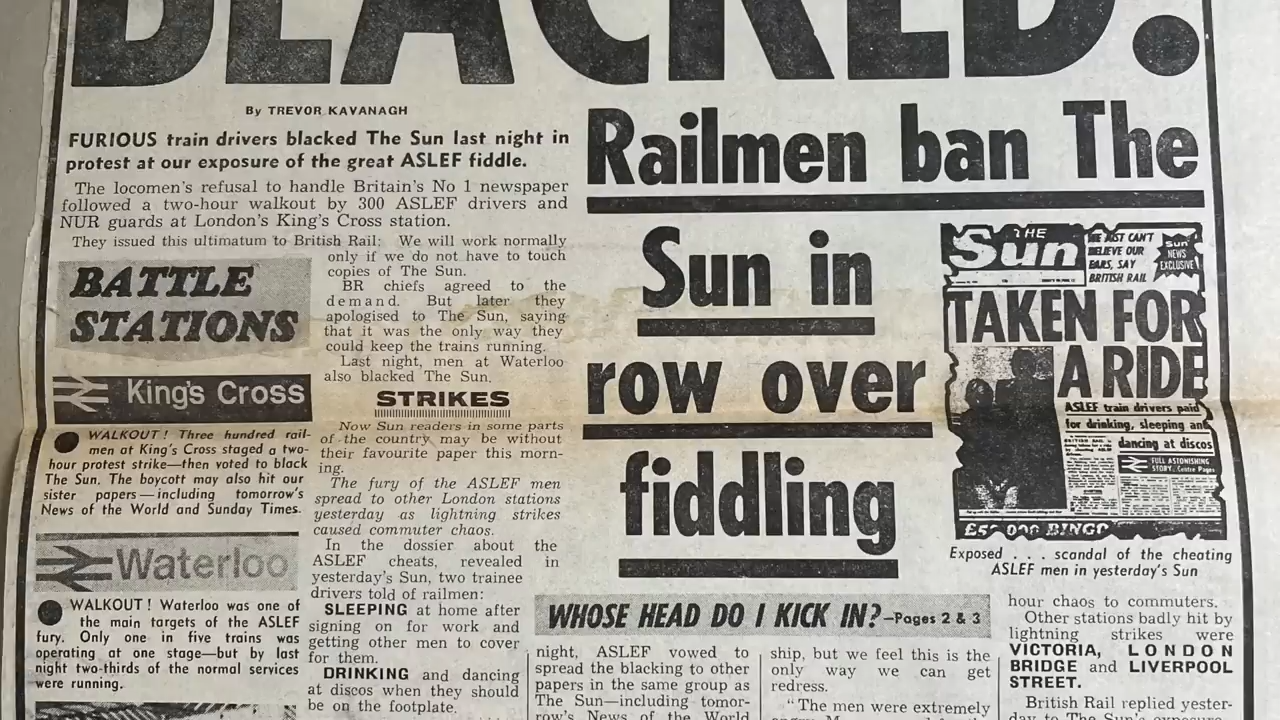 BLACKED!
By TREVOR KAVANAGH
FURIOUS train drivers blacked The Sun last night in
protest at our exposure of the great ASLEF fiddle.
The locomen's refusal to handle Britain's No 1 newspaper
followed a two-hour walkout by 300 ASLEF drivers and
NUR guards at London's King's Cross station.
They issued this ultimatum to British Rail: We will work normally
only if we do not have to touch
copies of The Sun.
BR chiefs agreed to the
demand. But later they
apologised to The Sun, saying
that it was the only way they
could keep the trains running.
Last night, men at Waterloo
also blacked The Sun.
STRIKES
Now Sun readers in some parts
of the country may be without
their favourite paper this morn-
ing.
The fury of the ASLEF men
spread to other London stations
yesterday. Lightning strikes
caused commuter chaos.
In the dossier about the
ASLEF cheats, revealed in
yesterday's Sun, two trainee
drivers told of railmen:
SLEEPING at home after
signing on for work and
getting other men to cover
for them.
DRINKING and dancing
at discos when they should
be on the footplate.
BATTLE
STATIONS
King's Cross
WALKOUT! Three hundred rail-
men at King's Cross staged a two-
hour protest strike—then voted to black
The Sun. The boycott may also hit our
sister papers—including tomorrow's
News of the World and Sunday Times.
Waterloo
WALKOUT! Waterloo was one of
the main targets of the ASLEF
fury. Only one in five trains was
operating at one stage—but by last
night two-thirds of the normal services
were running.
Railmen ban The
Sun in
row over
fiddling
THE
Sun
WE JUST CAN'T
BELIEVE OUR
EARS, SAY
BRITISH RAIL
Sun
NEWS
EXCLUSIVE
TAKEN FOR
A RIDE
ASLEF train drivers paid
for drinking, sleeping and
dancing at discos
FULL ASTONISHING
STORY: Centre Pages
£50,000 BINGO
Exposed . . . scandal of the cheating
ASLEF men in yesterday's Sun
WHOSE HEAD DO I KICK IN?—Pages 2 & 3
night, ASLEF vowed to
spread the blacking to other
papers in the same group as
The Sun—including tomor-
row's News of the World
ship, but we feel this is the
only way we can get
redress.
"The men were extremely
hour chaos to commuters.
Other stations badly hit by
lightning strikes were
VICTORIA, LONDON
BRIDGE and LIVERPOOL
STREET.
British Rail replied yester-
day to The Sun's exposure